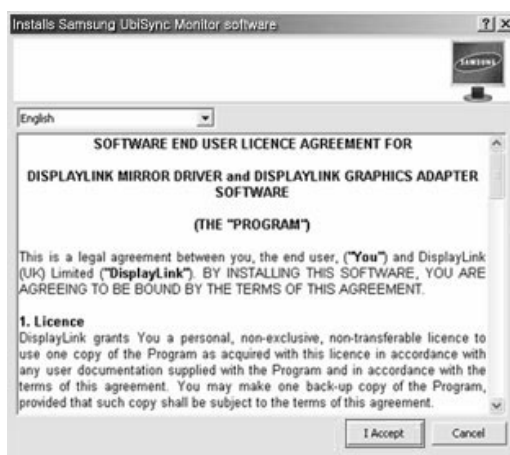 Installs Samsung UbiSync Monitor software
SAMSUNG
English
SOFTWARE END USER LICENCE AGREEMENT FOR
DISPLAYLINK MIRROR DRIVER and DISPLAYLINK GRAPHICS ADAPTER
SOFTWARE
(THE "PROGRAM")
This is a legal agreement between you, the end user, ("You") and DisplayLink
(UK) Limited ("DisplayLink"). BY INSTALLING THIS SOFTWARE, YOU ARE
AGREEING TO BE BOUND BY THE TERMS OF THIS AGREEMENT.
1. Licence
DisplayLink grants You a personal, non-exclusive, non-transferable licence to
use one copy of the Program as acquired with this licence in accordance with
any user documentation supplied with the Program and in accordance with the
terms of this agreement. You may make one back-up copy of the Program,
provided that such copy shall be subject to the terms of this agreement.
I Accept
Cancel